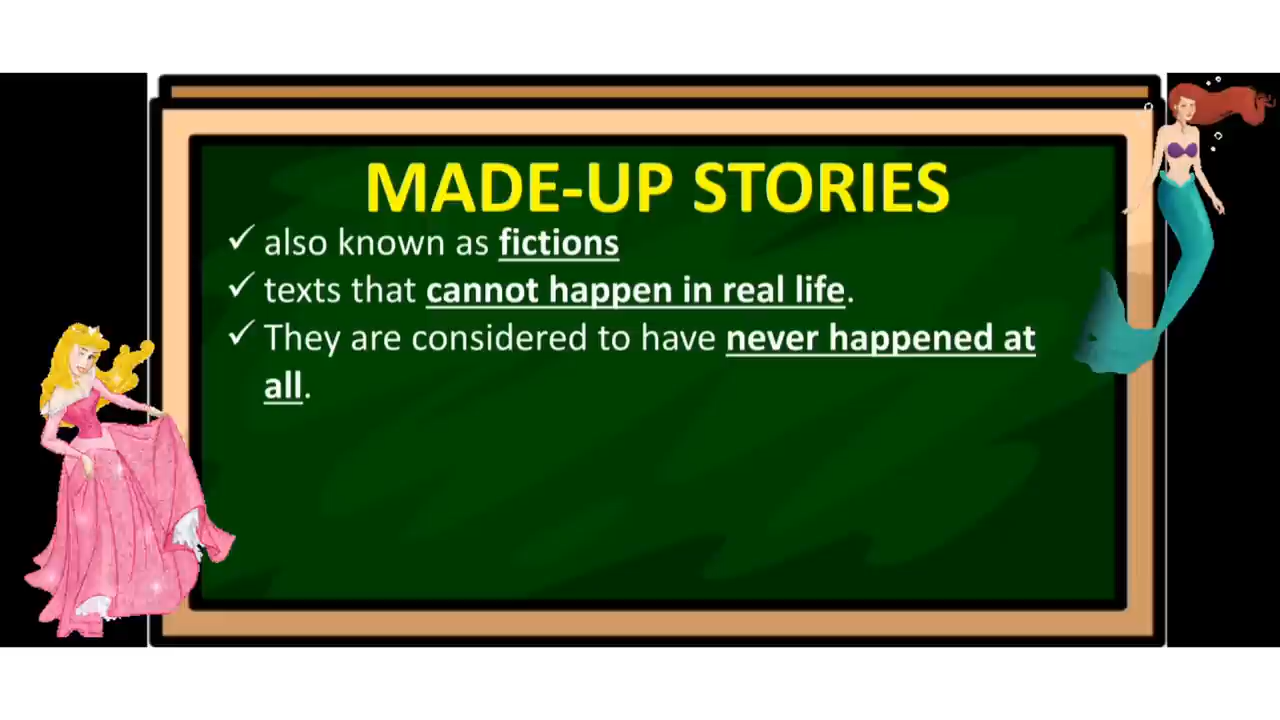 MADE-UP STORIES
✓ also known as fictions
✓ texts that cannot happen in real life.
✓ They are considered to have never happened at
all.